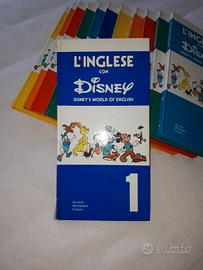 L'INGLESE
CON
DISNEY
DISNEY'S WORLD OF ENGLISH
1
Arnoldo
Mondadori
Editore
subito